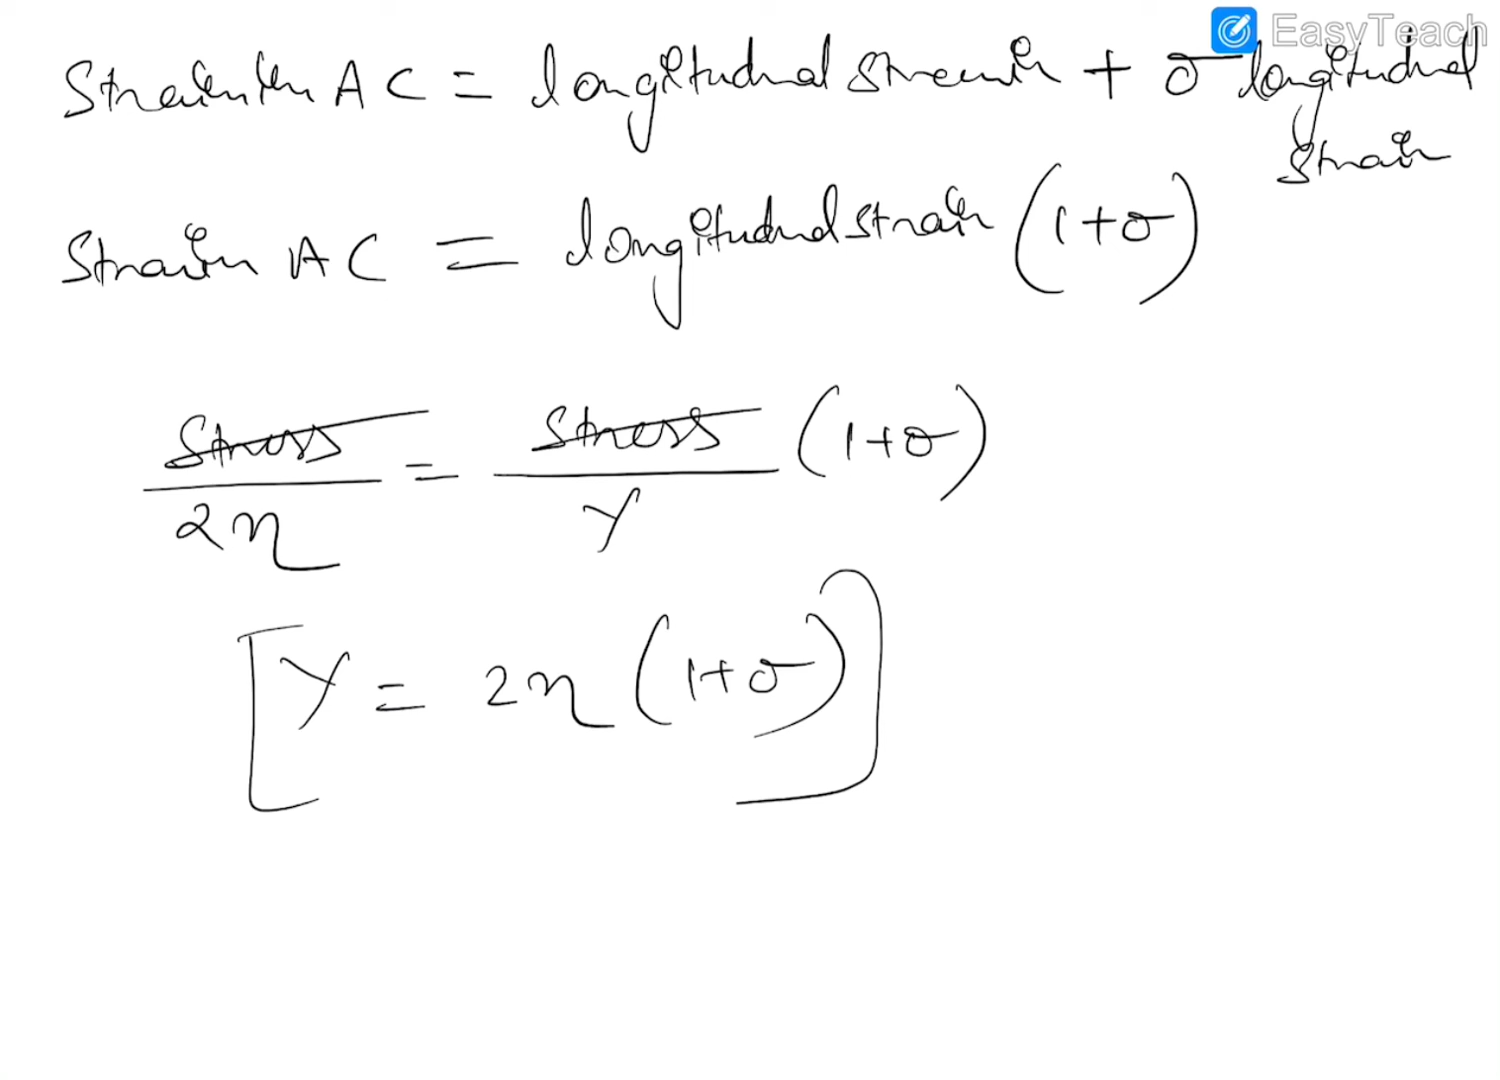 EasyTeach
Strain in AC = longitudinal strain + σ longitudinal
strain
Strain AC = longitudinal strain (1+σ)
Stress/2η = Stress/Y (1+σ)
[Y = 2η (1+σ)]